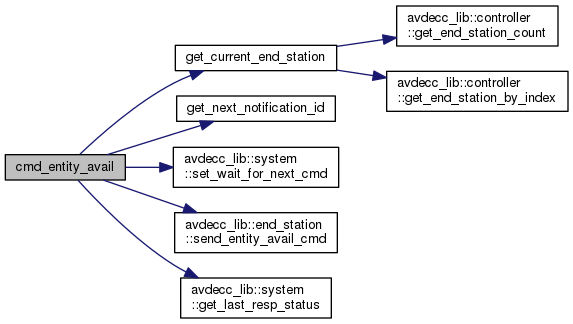 cmd_entity_avail
get_current_end_station
avdecc_lib::controller
::get_end_station_count
avdecc_lib::controller
::get_end_station_by_index
get_next_notification_id
avdecc_lib::system
::set_wait_for_next_cmd
avdecc_lib::end_station
::send_entity_avail_cmd
avdecc_lib::system
::get_last_resp_status